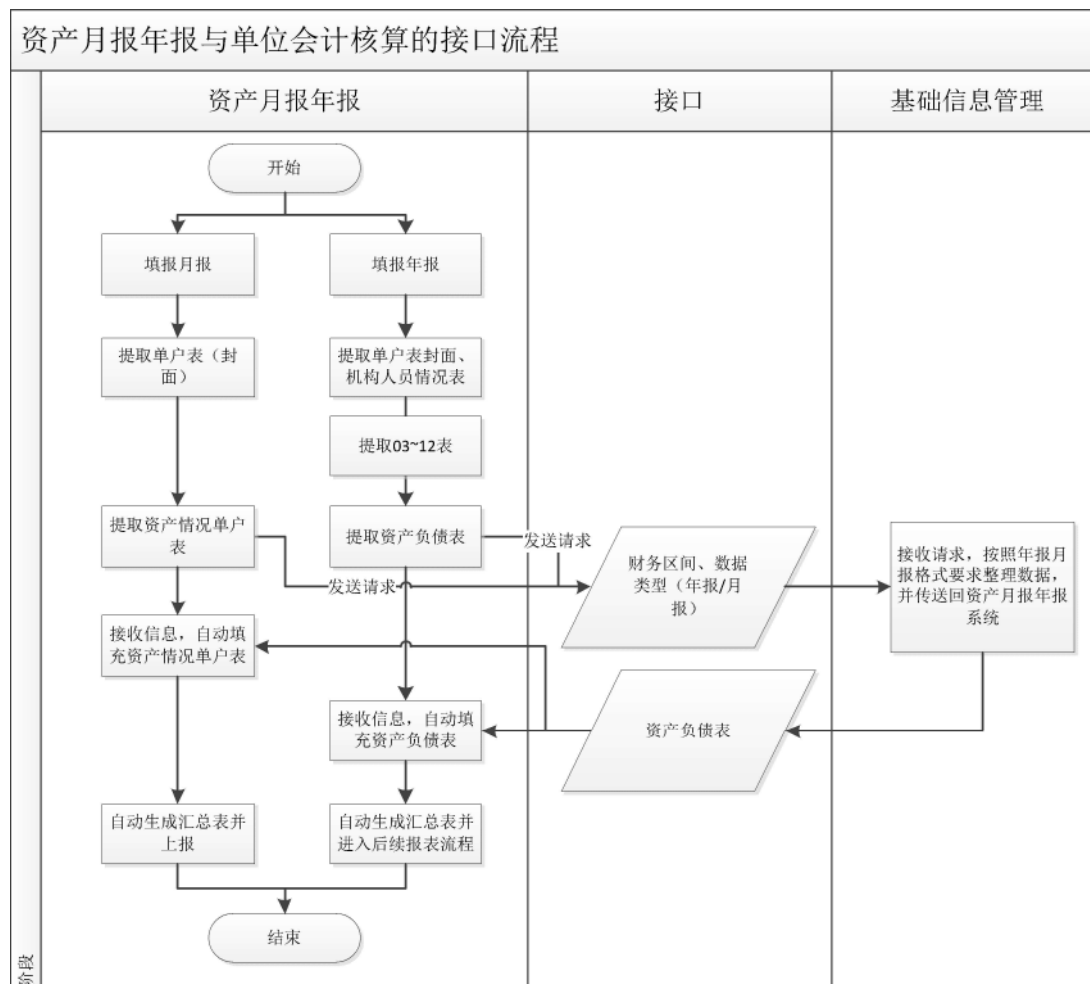 资产月报年报与单位会计核算的接口流程
资产月报年报
接口
基础信息管理
开始
填报月报
填报年报
提取单户表（封
面）
提取单户表封面、
机构人员情况表
提取03~12表
提取资产情况单户
表
提取资产负债表
发送请求
发送请求
财务区间、数据
类型（年报/月
报）
接收请求，按照年报月
报格式要求整理数据，
并传送回资产月报年报
系统
接收信息，自动填
充资产情况单户表
接收信息，自动填
充资产负债表
资产负债表
自动生成汇总表并
上报
自动生成汇总表并
进入后续报表流程
结束
阶段